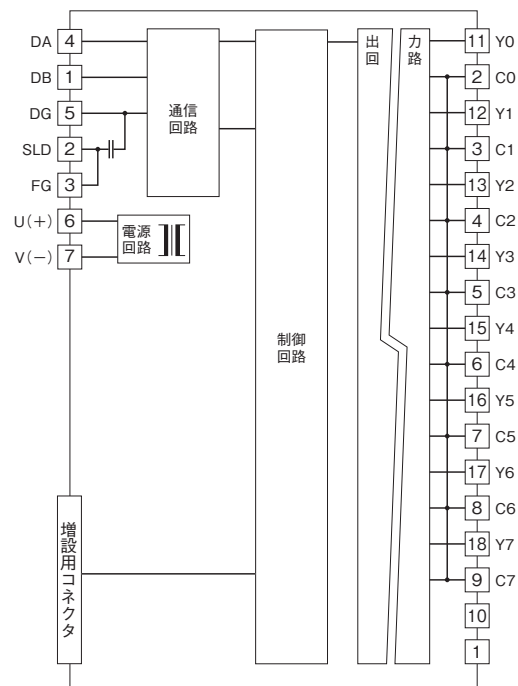 DA 4
DB 1
DG 5
SLD 2
FG 3
U(+) 6
V(−) 7
通信
回路
電源
回路
制御
回路
増設用コネクタ
出力
回路
11 Y0
2 C0
12 Y1
3 C1
13 Y2
4 C2
14 Y3
5 C3
15 Y4
6 C4
16 Y5
7 C5
17 Y6
8 C6
18 Y7
9 C7
10
1